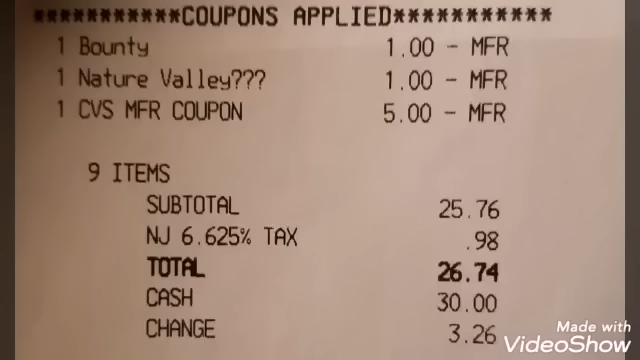 ***********COUPONS APPLIED***********
1 Bounty 1.00 - MFR
1 Nature Valley??? 1.00 - MFR
1 CVS MFR COUPON 5.00 - MFR
9 ITEMS
SUBTOTAL 25.76
NJ 6.625% TAX .98
TOTAL 26.74
CASH 30.00
CHANGE 3.26
Made with
VideoShow